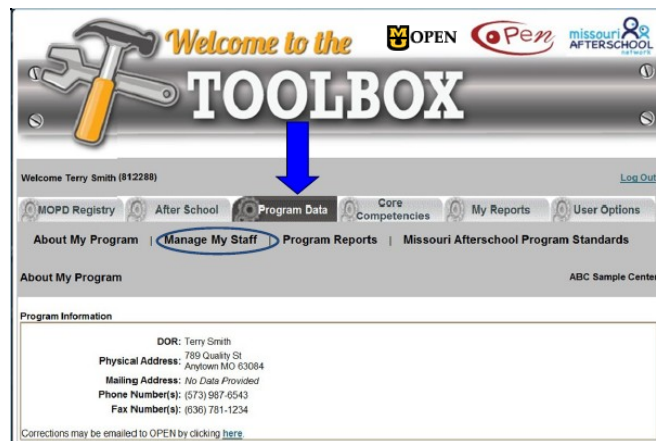 Welcome to the
MU OPEN
OPen
missouri
AFTERSCHOOL
network
TOOLBOX
Welcome Terry Smith (812288)
Log Out
MOPD Registry
After School
Program Data
Core
Competencies
My Reports
User Options
About My Program | Manage My Staff | Program Reports | Missouri Afterschool Program Standards
About My Program
ABC Sample Center
Program Information
DOR: Terry Smith
Physical Address: 789 Quality St
Anytown MO 63084
Mailing Address: No Data Provided
Phone Number(s): (573) 987-6543
Fax Number(s): (636) 781-1234
Corrections may be emailed to OPEN by clicking here.